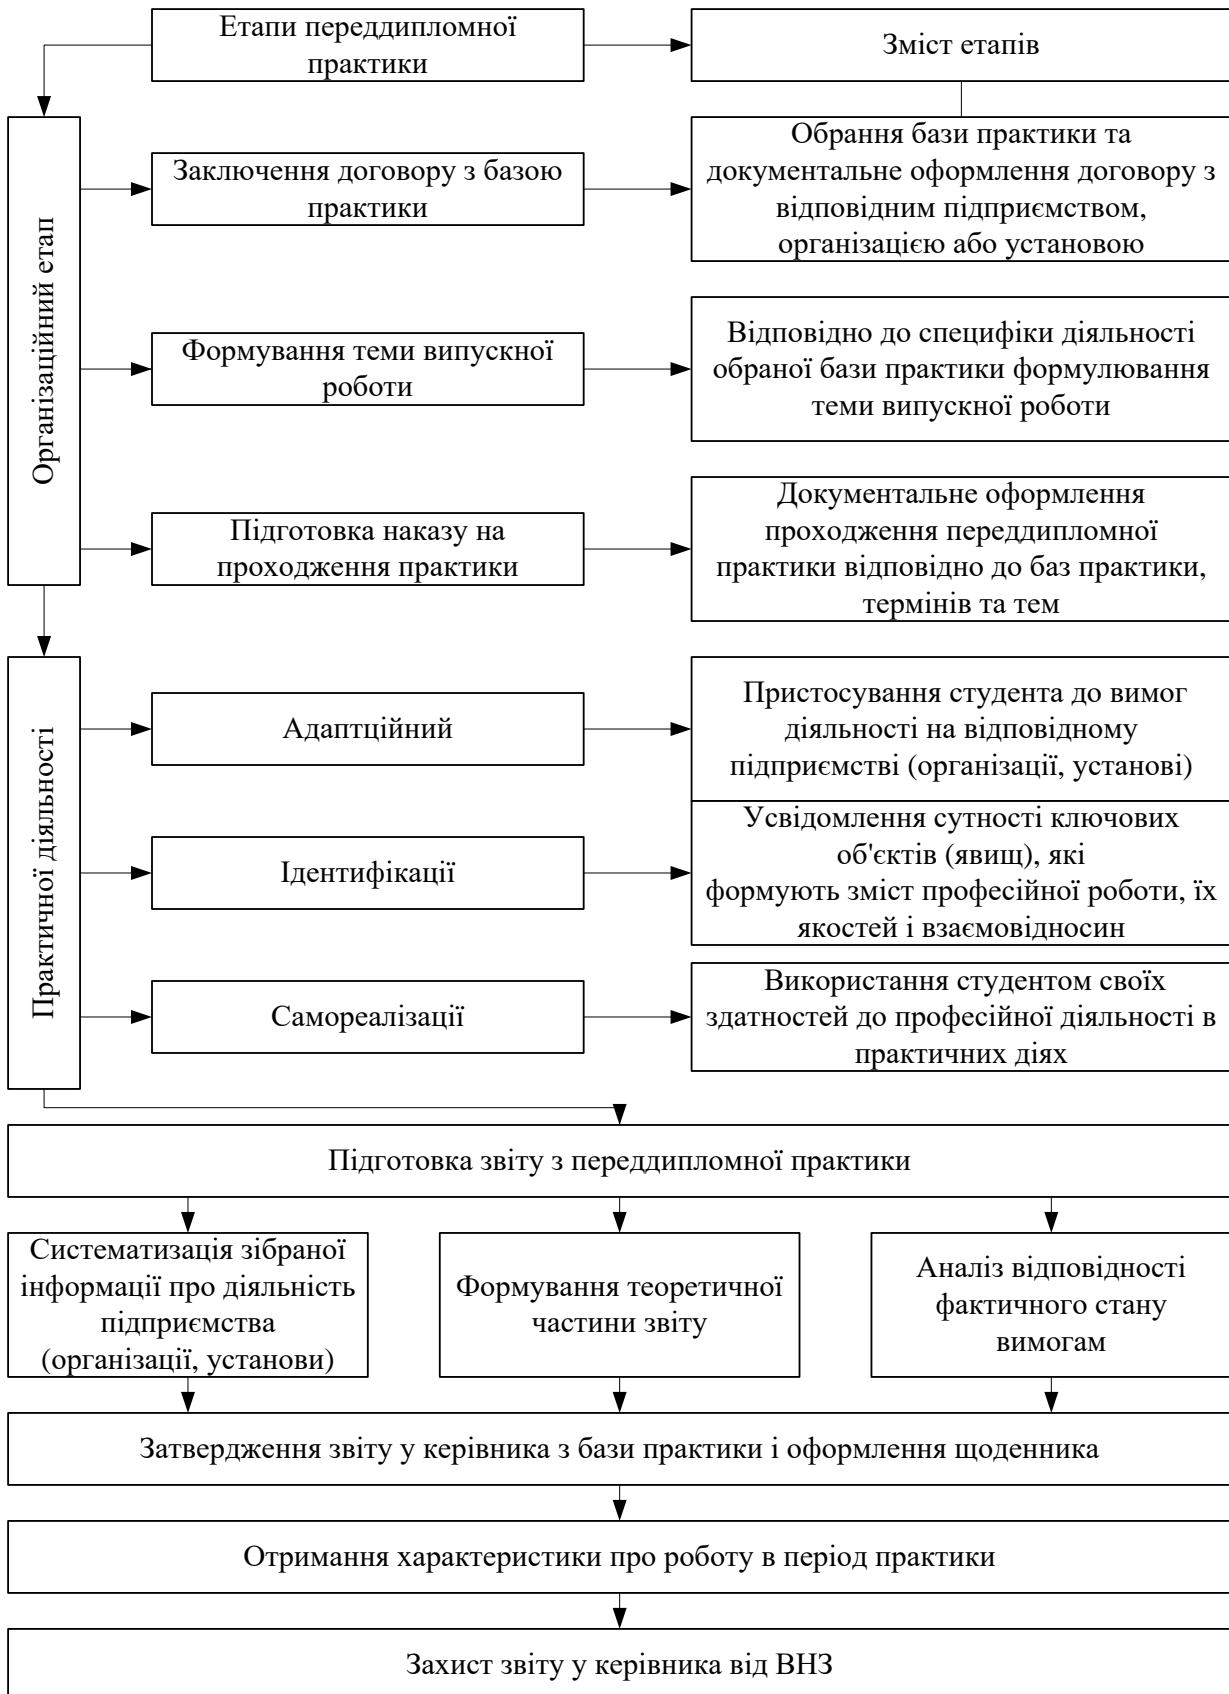 Етапи переддипломної
практики
Зміст етапів
Організаційний етап
Заключення договору з базою
практики
Обрання бази практики та
документальне оформлення договору з
відповідним підприємством,
організацією або установою
Формування теми випускної
роботи
Відповідно до специфіки діяльності
обраної бази практики формулювання
теми випускної роботи
Підготовка наказу на
проходження практики
Документальне оформлення
проходження переддипломної
практики відповідно до баз практики,
термінів та тем
Практичної діяльності
Адаптційний
Пристосування студента до вимог
діяльності на відповідному
підприємстві (організації, установі)
Ідентифікації
Усвідомлення сутності ключових
об'єктів (явищ), які
формують зміст професійної роботи, їх
якостей і взаємовідносин
Самореалізації
Використання студентом своїх
здатностей до професійної діяльності в
практичних діях
Підготовка звіту з переддипломної практики
Систематизація зібраної
інформації про діяльність
підприємства
(організації, установи)
Формування теоретичної
частини звіту
Аналіз відповідності
фактичного стану
вимогам
Затвердження звіту у керівника з бази практики і оформлення щоденника
Отримання характеристики про роботу в період практики
Захист звіту у керівника від ВНЗ